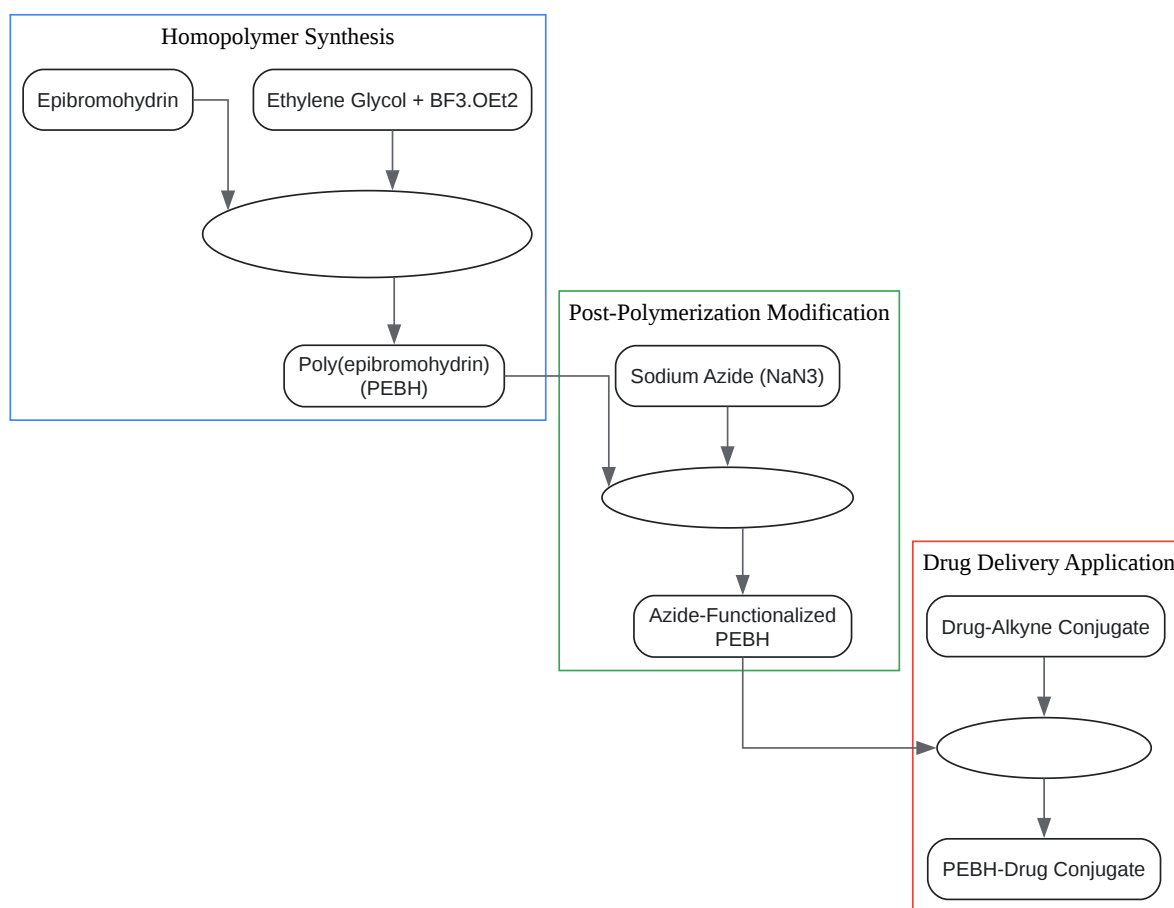 Homopolymer Synthesis
Epibromohydrin
Ethylene Glycol + BF3.OEt2
Poly(epibromohydrin)
(PEBH)
Post-Polymerization Modification
Sodium Azide (NaN3)
Azide-Functionalized
PEBH
Drug Delivery Application
Drug-Alkyne Conjugate
PEBH-Drug Conjugate